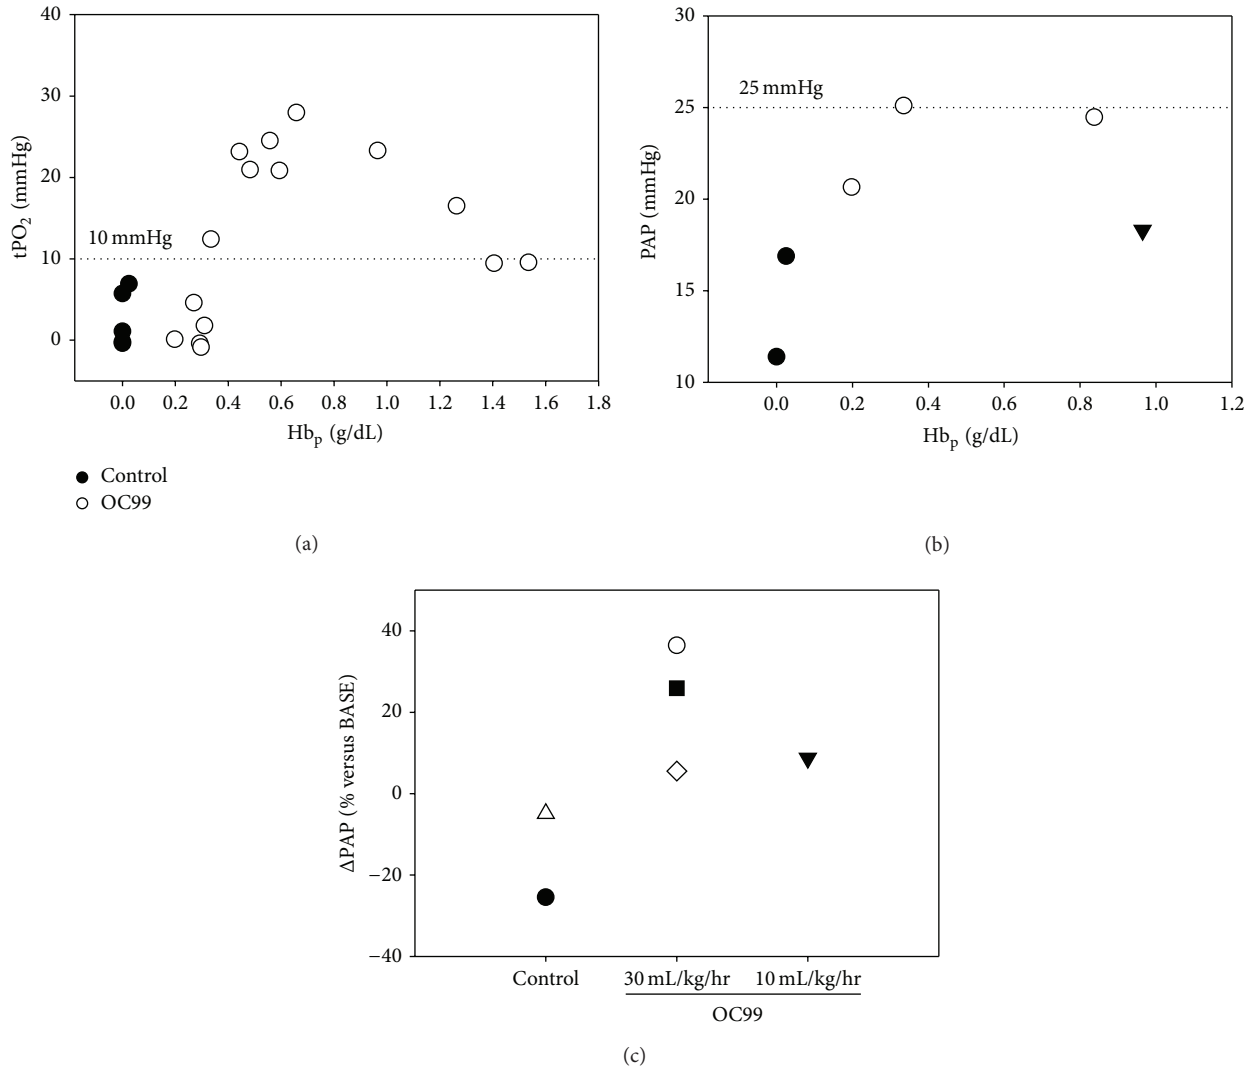 40
30
20
10
0
tPO2 (mmHg)
10 mmHg
0.0 0.2 0.4 0.6 0.8 1.0 1.2 1.4 1.6 1.8
Hbp (g/dL)
Control
OC99
(a)
30
25
20
15
10
PAP (mmHg)
25 mmHg
0.0 0.2 0.4 0.6 0.8 1.0 1.2
Hbp (g/dL)
(b)
40
20
0
−20
−40
ΔPAP (% versus BASE)
Control 30 mL/kg/hr 10 mL/kg/hr
OC99
(c)